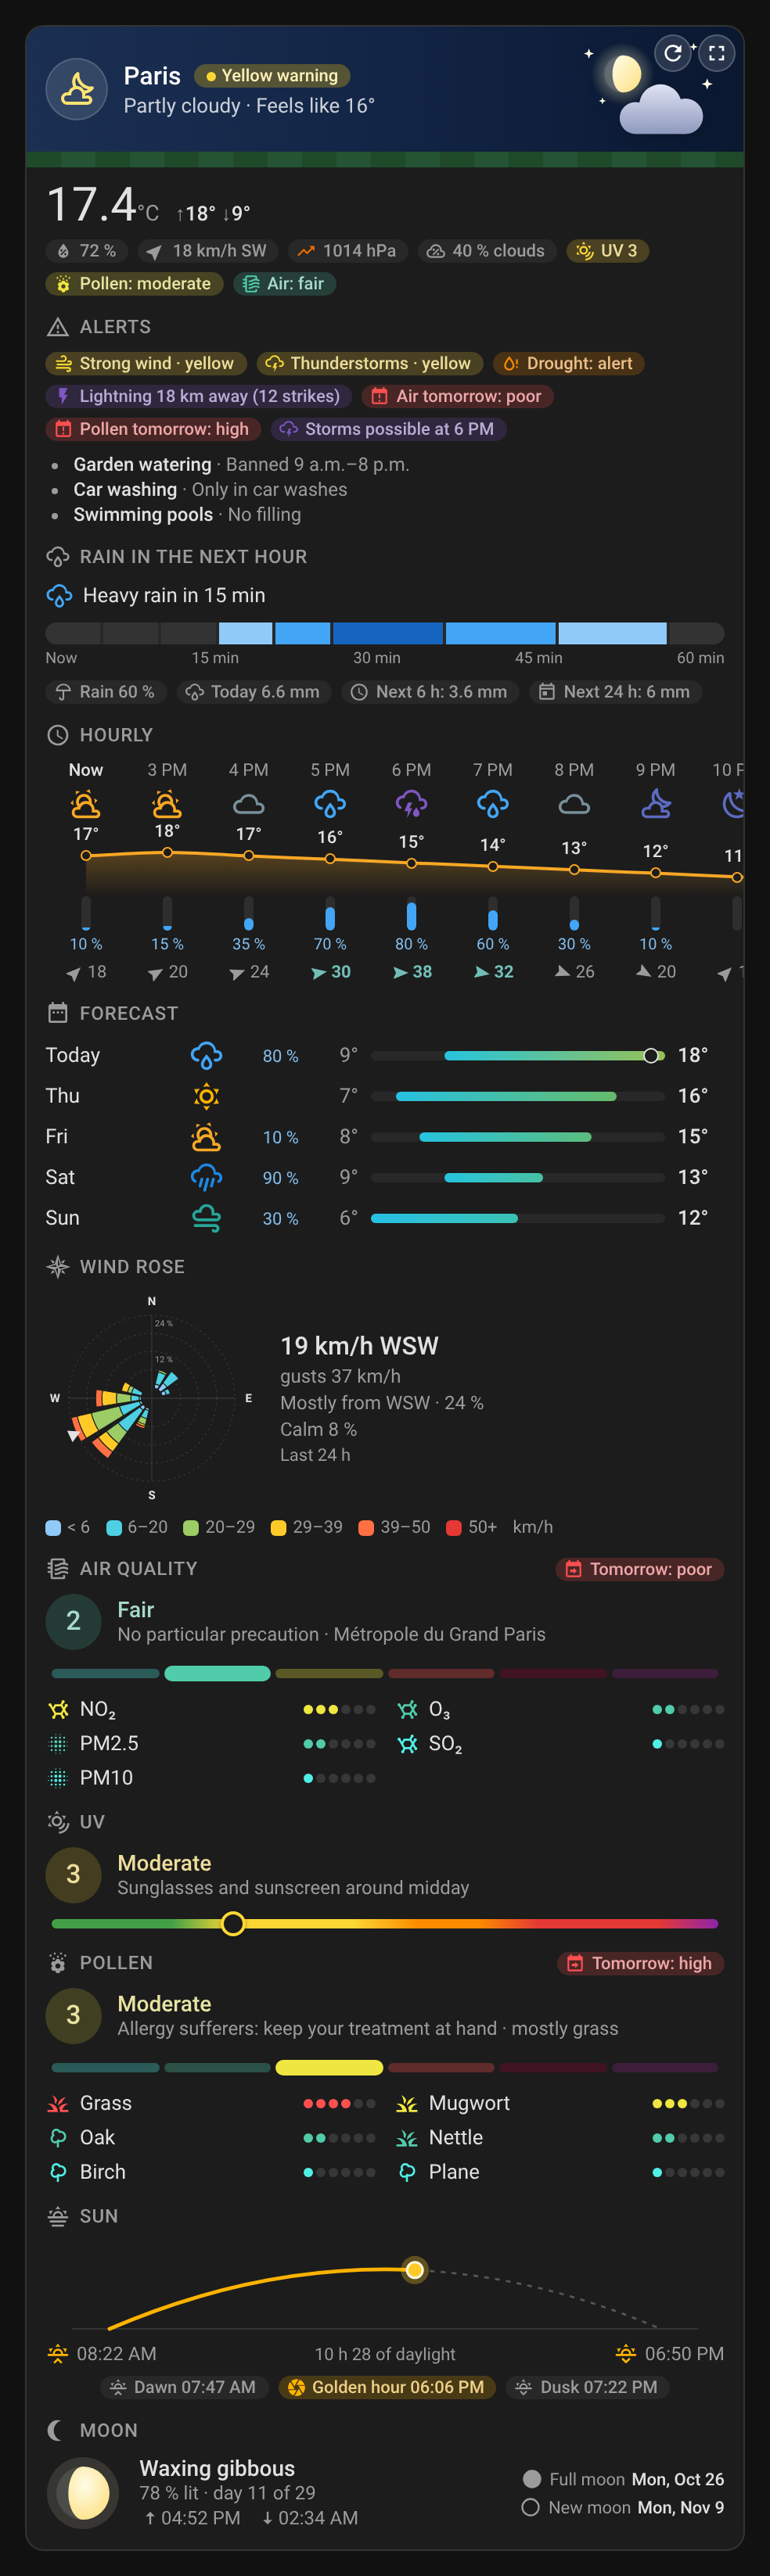 Paris
Yellow warning
Partly cloudy · Feels like 16°
17.4°C ↑18° ↓9°
72 % 18 km/h SW 1014 hPa 40 % clouds UV 3
Pollen: moderate Air: fair
ALERTS
Strong wind · yellow Thunderstorms · yellow Drought: alert
Lightning 18 km away (12 strikes) Air tomorrow: poor
Pollen tomorrow: high Storms possible at 6 PM
• Garden watering · Banned 9 a.m.–8 p.m.
• Car washing · Only in car washes
• Swimming pools · No filling
RAIN IN THE NEXT HOUR
Heavy rain in 15 min
Now 15 min 30 min 45 min 60 min
Rain 60 % Today 6.6 mm Next 6 h: 3.6 mm Next 24 h: 6 mm
HOURLY
Now 3 PM 4 PM 5 PM 6 PM 7 PM 8 PM 9 PM 10 P
17° 18° 17° 16° 15° 14° 13° 12° 11
10 % 15 % 35 % 70 % 80 % 60 % 30 % 10 %
18 20 24 30 38 32 26 20 1
FORECAST
Today 80 % 9° 18°
Thu 7° 16°
Fri 10 % 8° 15°
Sat 90 % 9° 13°
Sun 30 % 6° 12°
WIND ROSE
N
24 %
12 %
W E
S
19 km/h WSW
gusts 37 km/h
Mostly from WSW · 24 %
Calm 8 %
Last 24 h
< 6 6–20 20–29 29–39 39–50 50+ km/h
AIR QUALITY Tomorrow: poor
2 Fair
No particular precaution · Métropole du Grand Paris
NO₂ O₃
PM2.5 SO₂
PM10
UV
3 Moderate
Sunglasses and sunscreen around midday
POLLEN Tomorrow: high
3 Moderate
Allergy sufferers: keep your treatment at hand · mostly grass
Grass Mugwort
Oak Nettle
Birch Plane
SUN
08:22 AM 10 h 28 of daylight 06:50 PM
Dawn 07:47 AM Golden hour 06:06 PM Dusk 07:22 PM
MOON
Waxing gibbous
78 % lit · day 11 of 29
↑ 04:52 PM ↓ 02:34 AM
Full moon Mon, Oct 26
New moon Mon, Nov 9